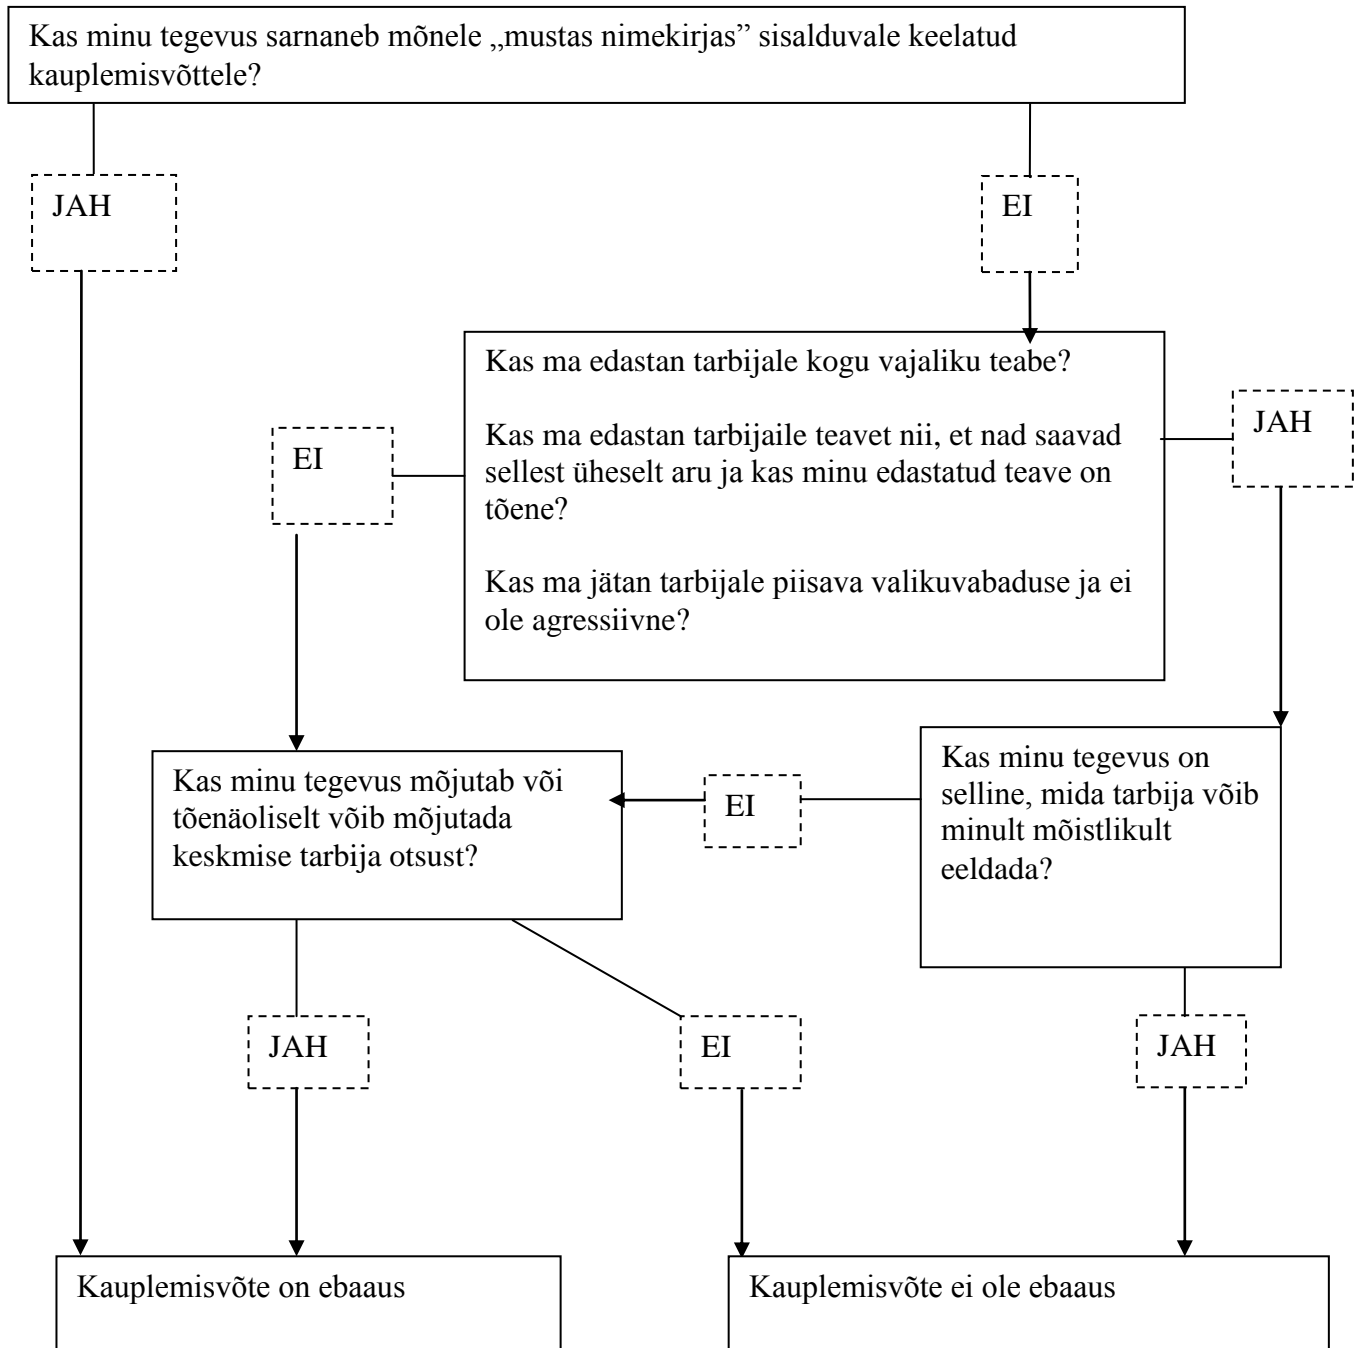 Kas minu tegevus sarnaneb mõnele „mustas nimekirjas” sisalduvale keelatud
kauplemisvõttele?
JAH
EI
Kas ma edastan tarbijale kogu vajaliku teabe?
Kas ma edastan tarbijaile teavet nii, et nad saavad
sellest üheselt aru ja kas minu edastatud teave on
tõene?
Kas ma jätan tarbijale piisava valikuvabaduse ja ei
ole agressiivne?
EI
JAH
Kas minu tegevus mõjutab või
tõenäoliselt võib mõjutada
keskmise tarbija otsust?
EI
Kas minu tegevus on
selline, mida tarbija võib
minult mõistlikult
eeldada?
JAH
EI
JAH
Kauplemisvõte on ebaaus
Kauplemisvõte ei ole ebaaus